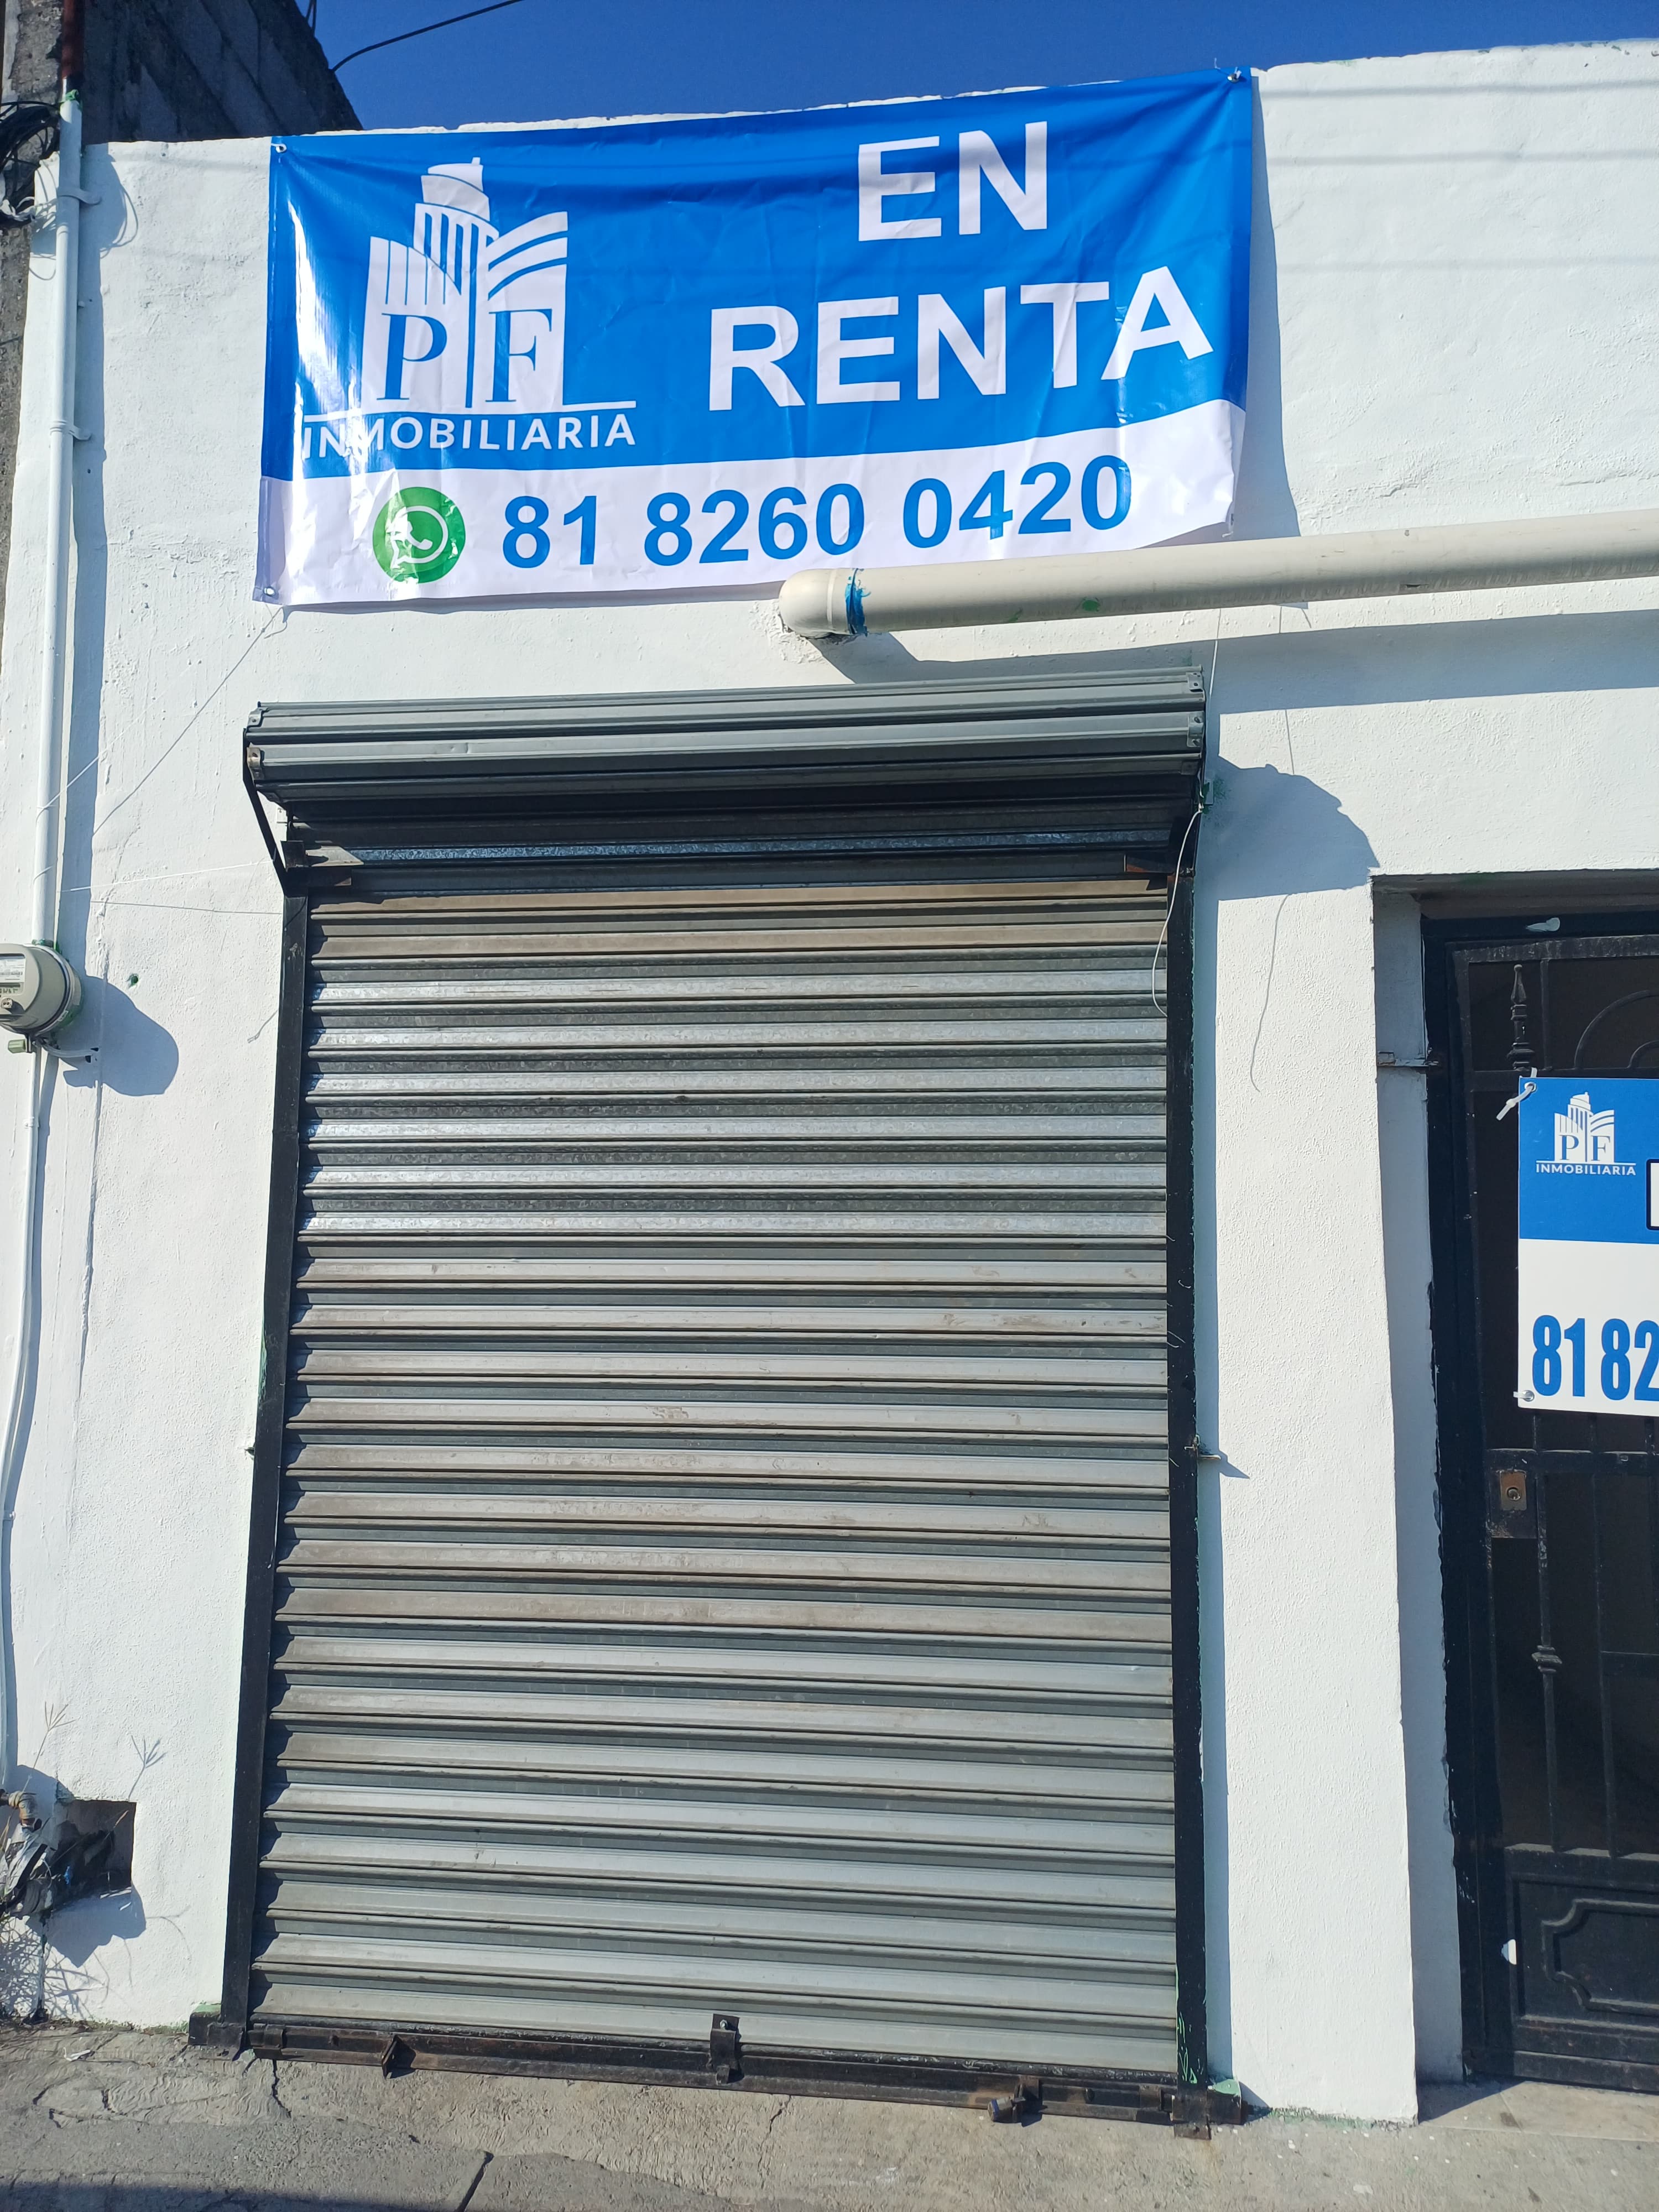 EN
RENTA
PF
INMOBILIARIA
81 8260 0420
PF
INMOBILIARIA
81 82